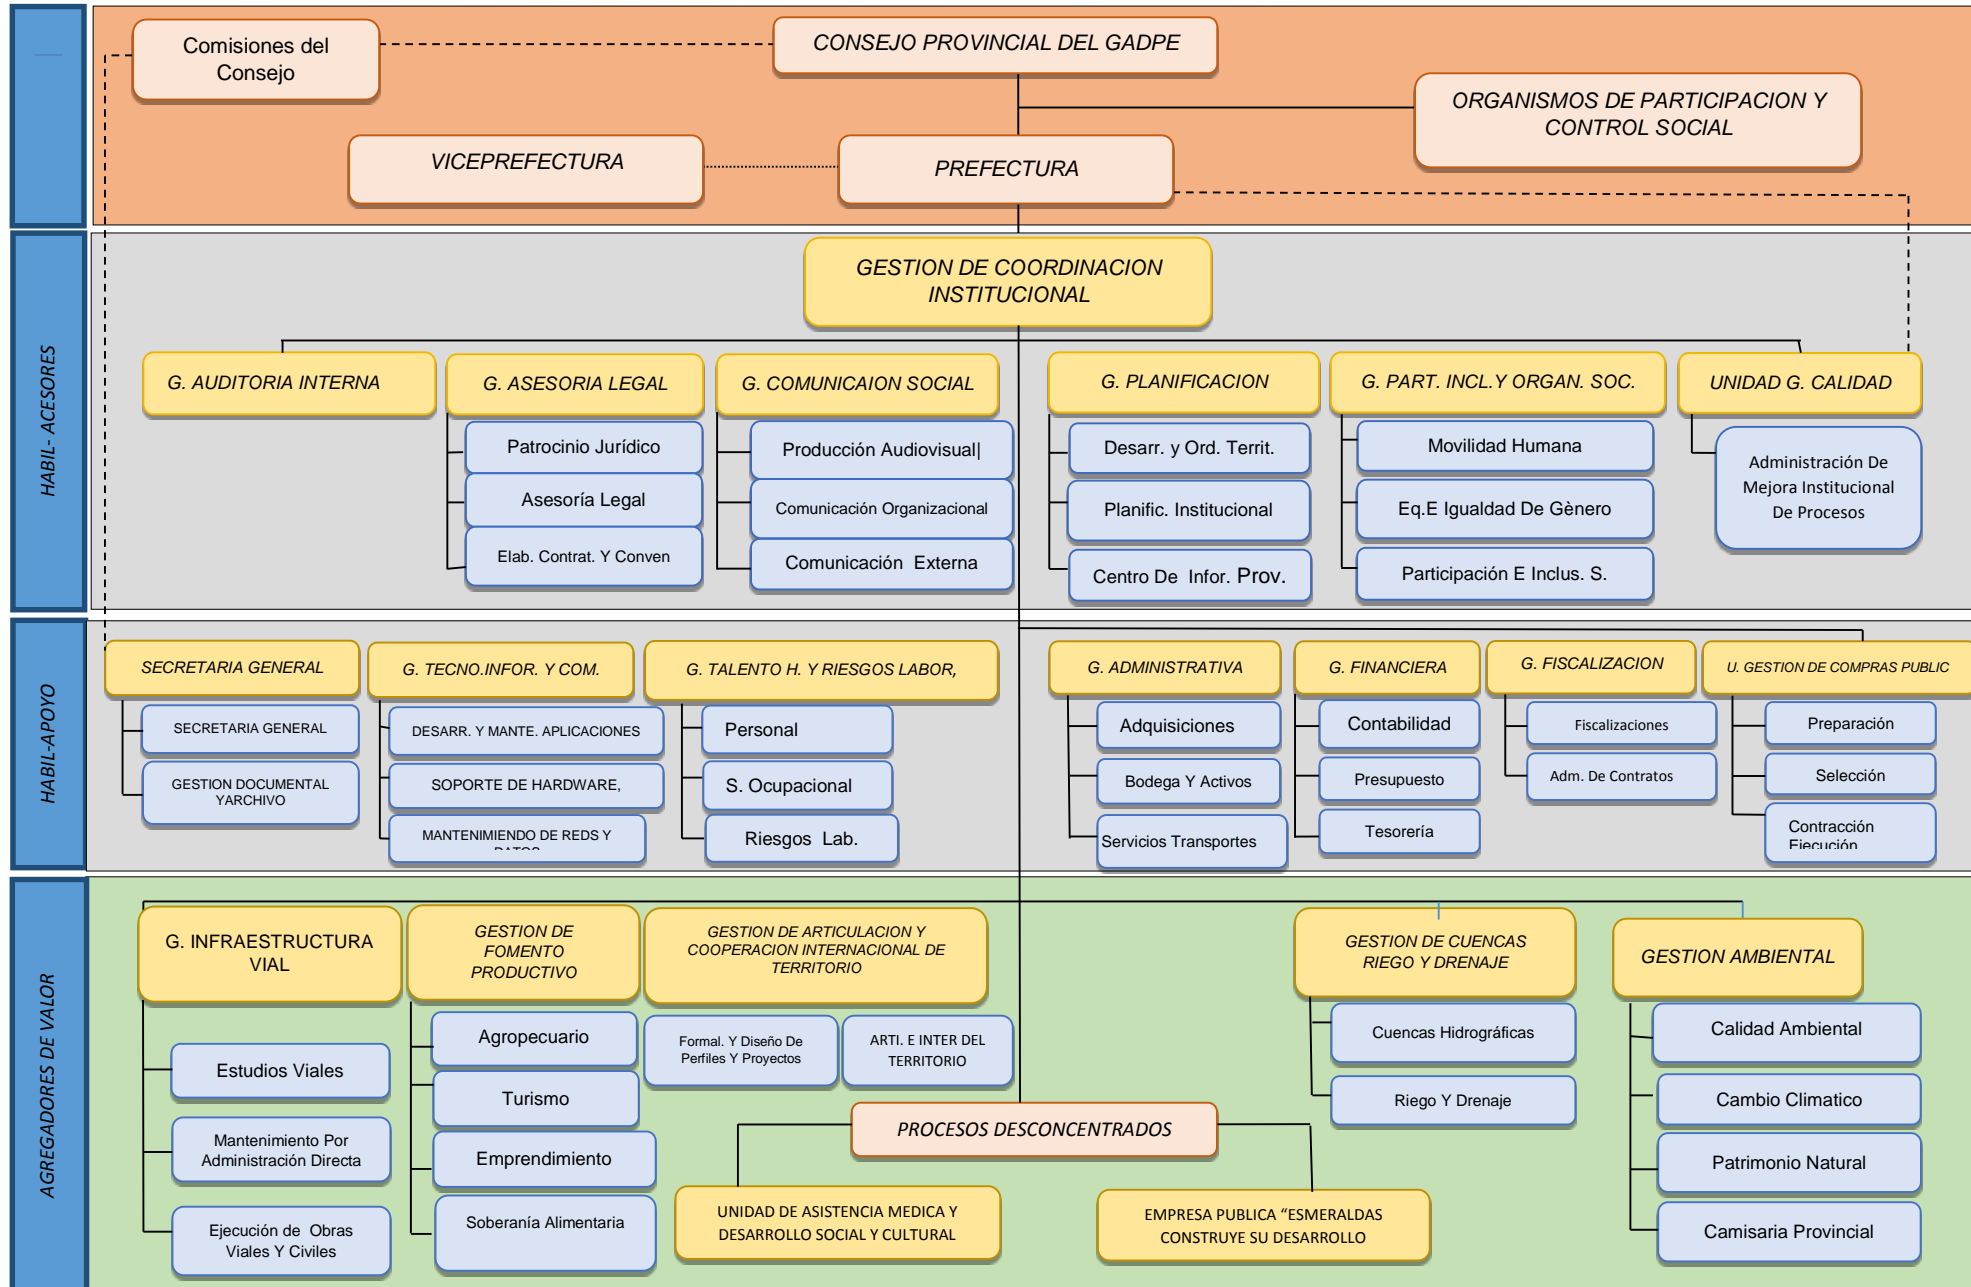 Comisiones del
Consejo
CONSEJO PROVINCIAL DEL GADPE
ORGANISMOS DE PARTICIPACION Y
CONTROL SOCIAL
VICEPREFECTURA
PREFECTURA
HABIL- ACESORES
GESTION DE COORDINACION
INSTITUCIONAL
G. AUDITORIA INTERNA
G. ASESORIA LEGAL
Patrocinio Jurídico
Asesoría Legal
Elab. Contrat. Y Conven
G. COMUNICAION SOCIAL
Producción Audiovisual|
Comunicación Organizacional
Comunicación Externa
G. PLANIFICACION
Desarr. y Ord. Territ.
Planific. Institucional
Centro De Infor. Prov.
G. PART. INCL.Y ORGAN. SOC.
Movilidad Humana
Eq.E Igualdad De Gènero
Participación E Inclus. S.
UNIDAD G. CALIDAD
Administración De
Mejora Institucional
De Procesos
HABIL-APOYO
SECRETARIA GENERAL
SECRETARIA GENERAL
GESTION DOCUMENTAL
YARCHIVO
G. TECNO.INFOR. Y COM.
DESARR. Y MANTE. APLICACIONES
SOPORTE DE HARDWARE,
MANTENIMIENDO DE REDS Y
DATOS
G. TALENTO H. Y RIESGOS LABOR,
Personal
S. Ocupacional
Riesgos Lab.
G. ADMINISTRATIVA
Adquisiciones
Bodega Y Activos
Servicios Transportes
G. FINANCIERA
Contabilidad
Presupuesto
Tesorería
G. FISCALIZACION
Fiscalizaciones
Adm. De Contratos
U. GESTION DE COMPRAS PUBLIC
Preparación
Selección
Contracción
Ejecución
AGREGADORES DE VALOR
G. INFRAESTRUCTURA
VIAL
Estudios Viales
Mantenimiento Por
Administración Directa
Ejecución de Obras
Viales Y Civiles
GESTION DE
FOMENTO
PRODUCTIVO
Agropecuario
Turismo
Emprendimiento
Soberanía Alimentaria
GESTION DE ARTICULACION Y
COOPERACION INTERNACIONAL DE
TERRITORIO
Formal. Y Diseño De
Perfiles Y Proyectos
ARTI. E INTER DEL
TERRITORIO
GESTION DE CUENCAS
RIEGO Y DRENAJE
Cuencas Hidrográficas
Riego Y Drenaje
GESTION AMBIENTAL
Calidad Ambiental
Cambio Climatico
Patrimonio Natural
Camisaria Provincial
PROCESOS DESCONCENTRADOS
UNIDAD DE ASISTENCIA MEDICA Y
DESARROLLO SOCIAL Y CULTURAL
EMPRESA PUBLICA “ESMERALDAS
CONSTRUYE SU DESARROLLO